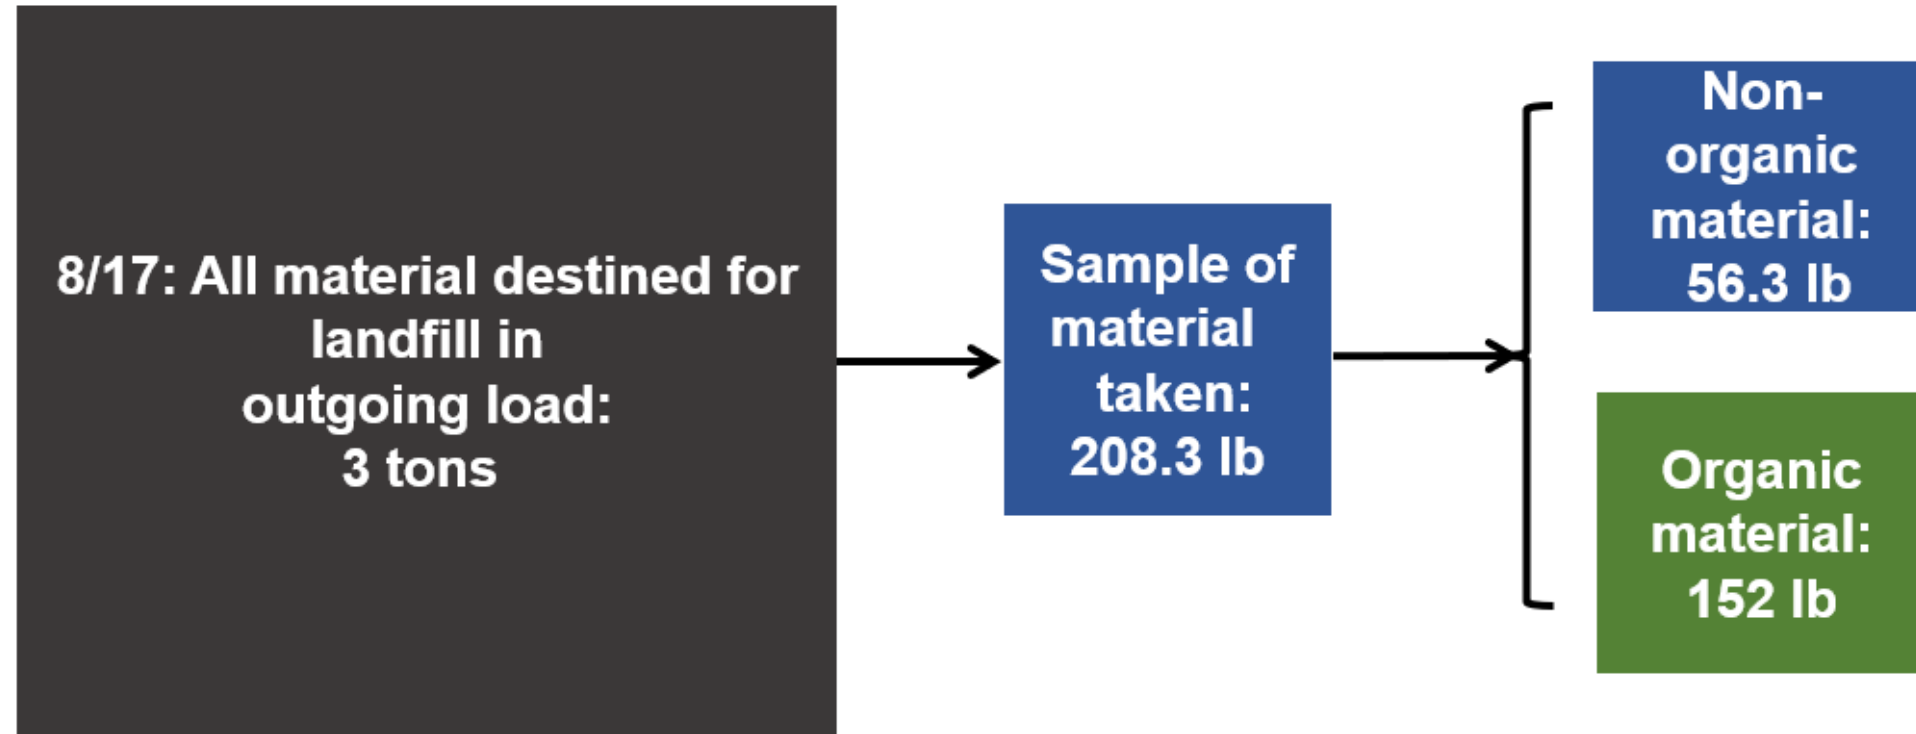 8/17: All material destined for
landfill in
outgoing load:
3 tons
Sample of
material
taken:
208.3 lb
Non-
organic
material:
56.3 lb
Organic
material:
152 lb